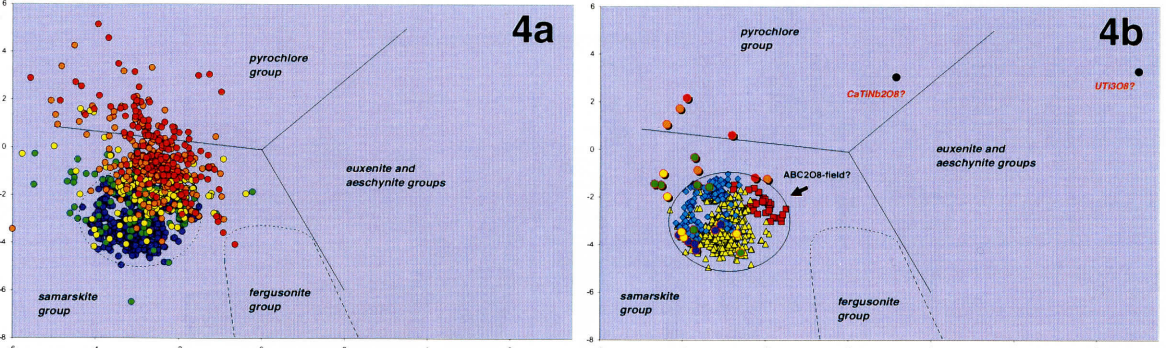 4a
6
4
2
0
-2
-4
-6
-8
pyrochlore
group
euxenite and
aeschynite groups
samarskite
group
fergusonite
group
4b
6
4
2
0
-2
-4
-6
-8
pyrochlore
group
CaTiNb2O8?
UTi3O8?
euxenite and
aeschynite groups
ABC2O8-field?
samarskite
group
fergusonite
group